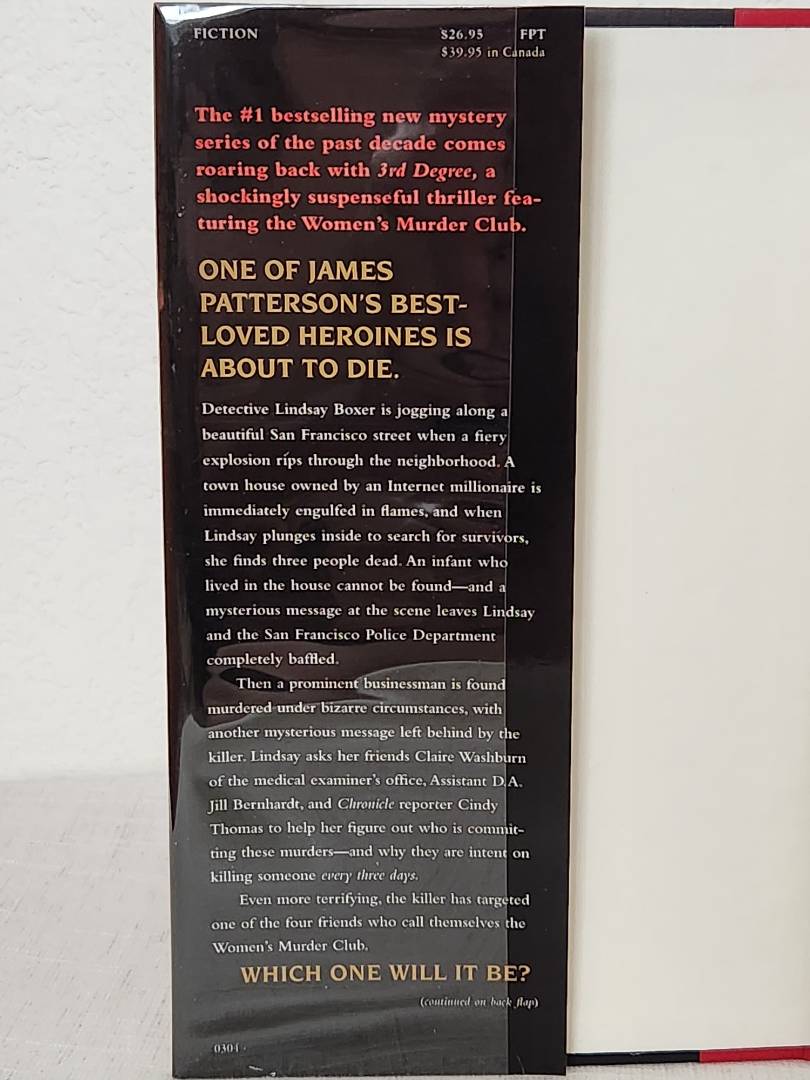 FICTION $26.95 FPT
$39.95 in Canada
The #1 bestselling new mystery
series of the past decade comes
roaring back with 3rd Degree, a
shockingly suspenseful thriller fea-
turing the Women's Murder Club.
ONE OF JAMES
PATTERSON'S BEST-
LOVED HEROINES IS
ABOUT TO DIE.
Detective Lindsay Boxer is jogging along a
beautiful San Francisco street when a fiery
explosion rips through the neighborhood. A
town house owned by an Internet millionaire is
immediately engulfed in flames, and when
Lindsay plunges inside to search for survivors,
she finds three people dead. An infant who
lived in the house cannot be found—and a
mysterious message at the scene leaves Lindsay
and the San Francisco Police Department
completely baffled.
Then a prominent businessman is found
murdered under bizarre circumstances, with
another mysterious message left behind by the
killer. Lindsay asks her friends Claire Washburn
of the medical examiner's office, Assistant D.A.
Jill Bernhardt, and Chronicle reporter Cindy
Thomas to help her figure out who is commit-
ting these murders—and why they are intent on
killing someone every three days.
Even more terrifying, the killer has targeted
one of the four friends who call themselves the
Women's Murder Club.
WHICH ONE WILL IT BE?
(continued on back flap)
0304